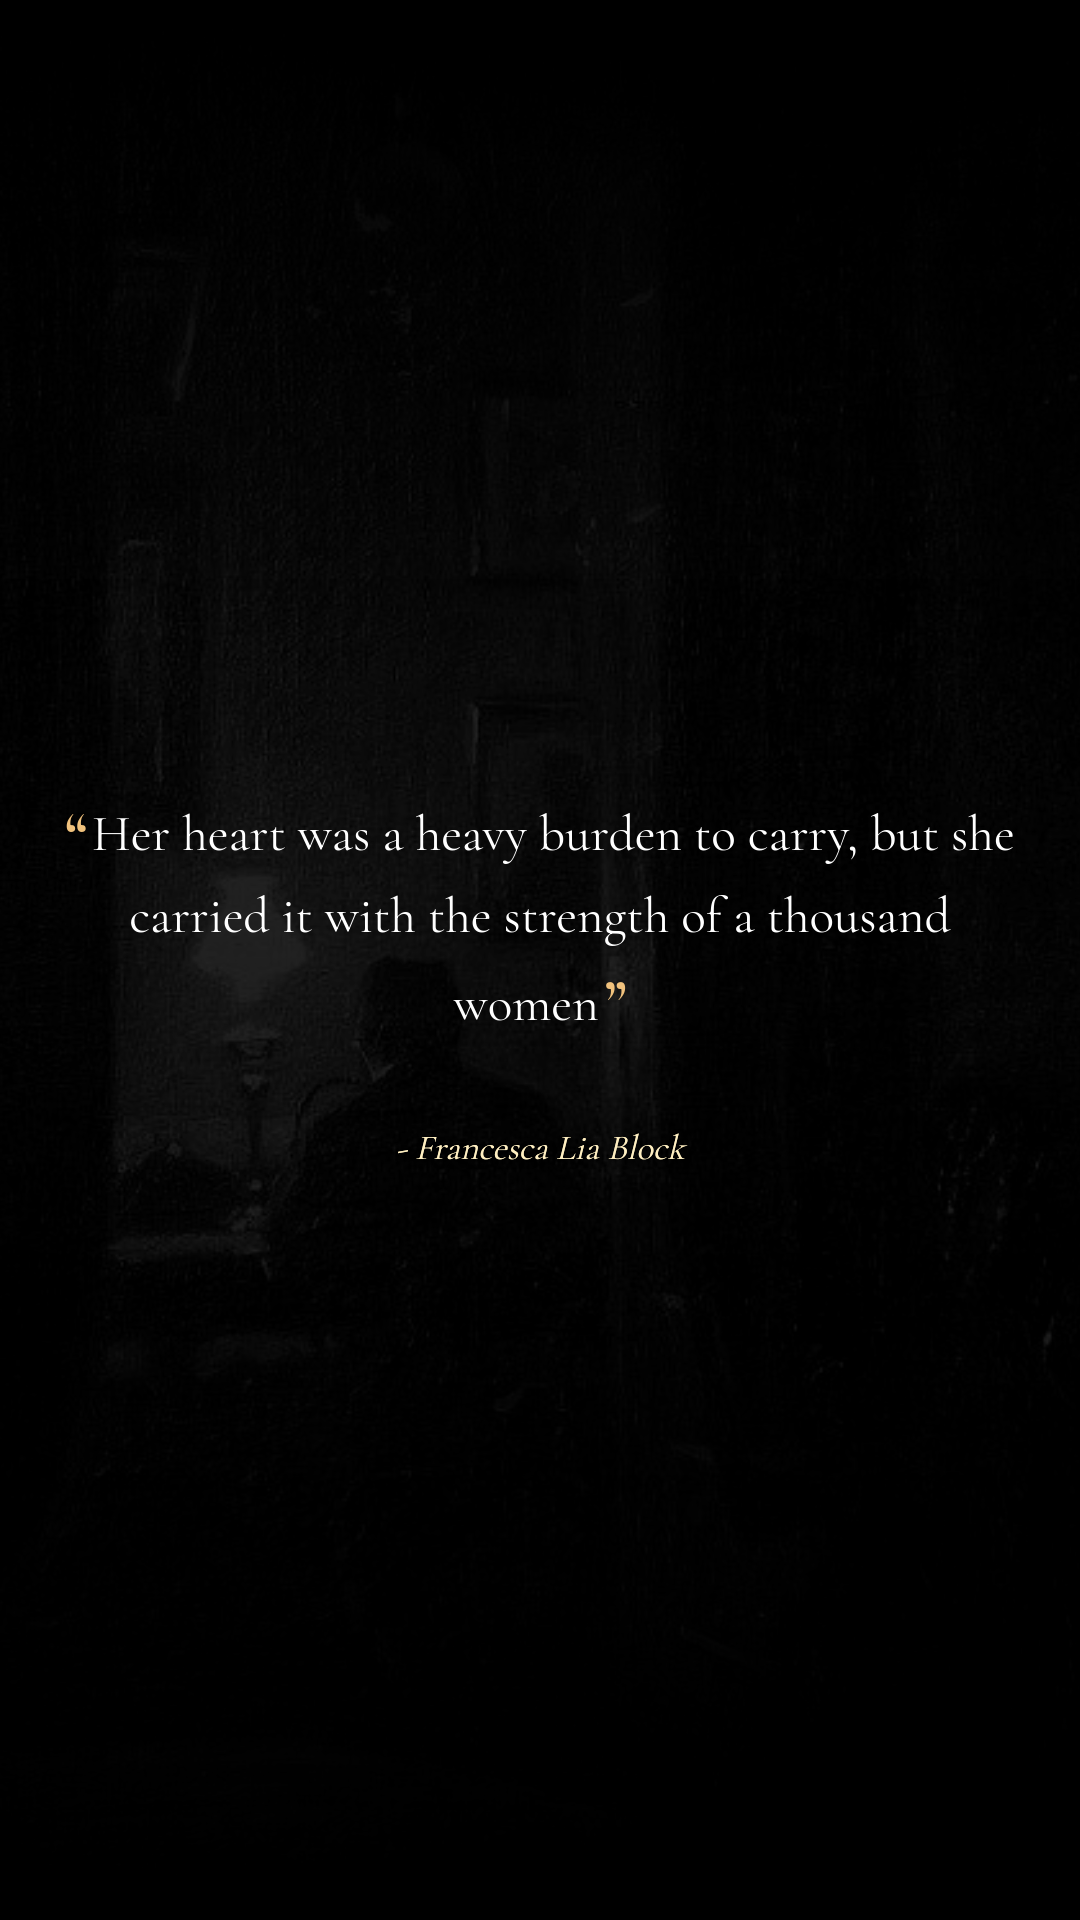 “Her heart was a heavy burden to carry, but she
carried it with the strength of a thousand
women”
- Francesca Lia Block